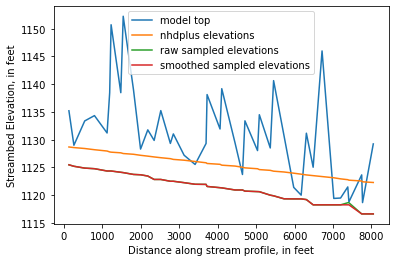 model top
nhdplus elevations
raw sampled elevations
smoothed sampled elevations
Streambed Elevation, in feet
1150
1145
1140
1135
1130
1125
1120
1115
0 1000 2000 3000 4000 5000 6000 7000 8000
Distance along stream profile, in feet